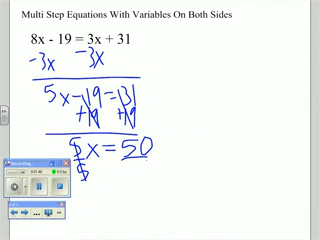 Multi Step Equations With Variables On Both Sides
8x - 19 = 3x + 31
-3x -3x
5x - 19 = 31
+19 +19
5x = 50
5